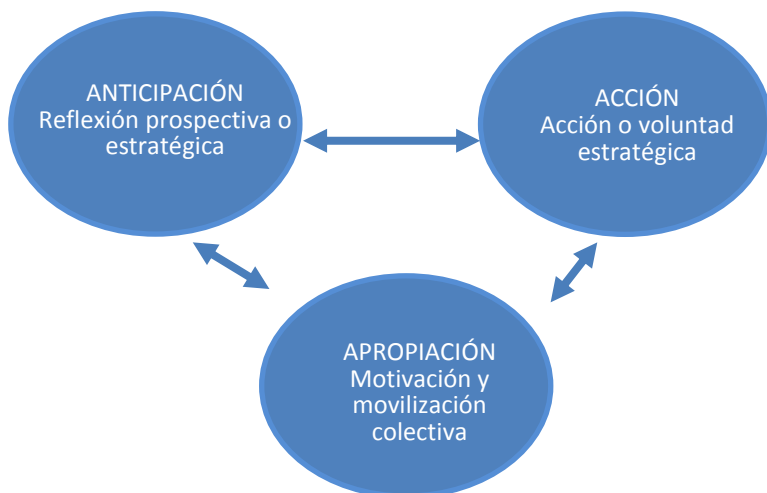 ANTICIPACIÓN
Reflexión prospectiva o
estratégica
ACCIÓN
Acción o voluntad
estratégica
APROPIACIÓN
Motivación y
movilización
colectiva